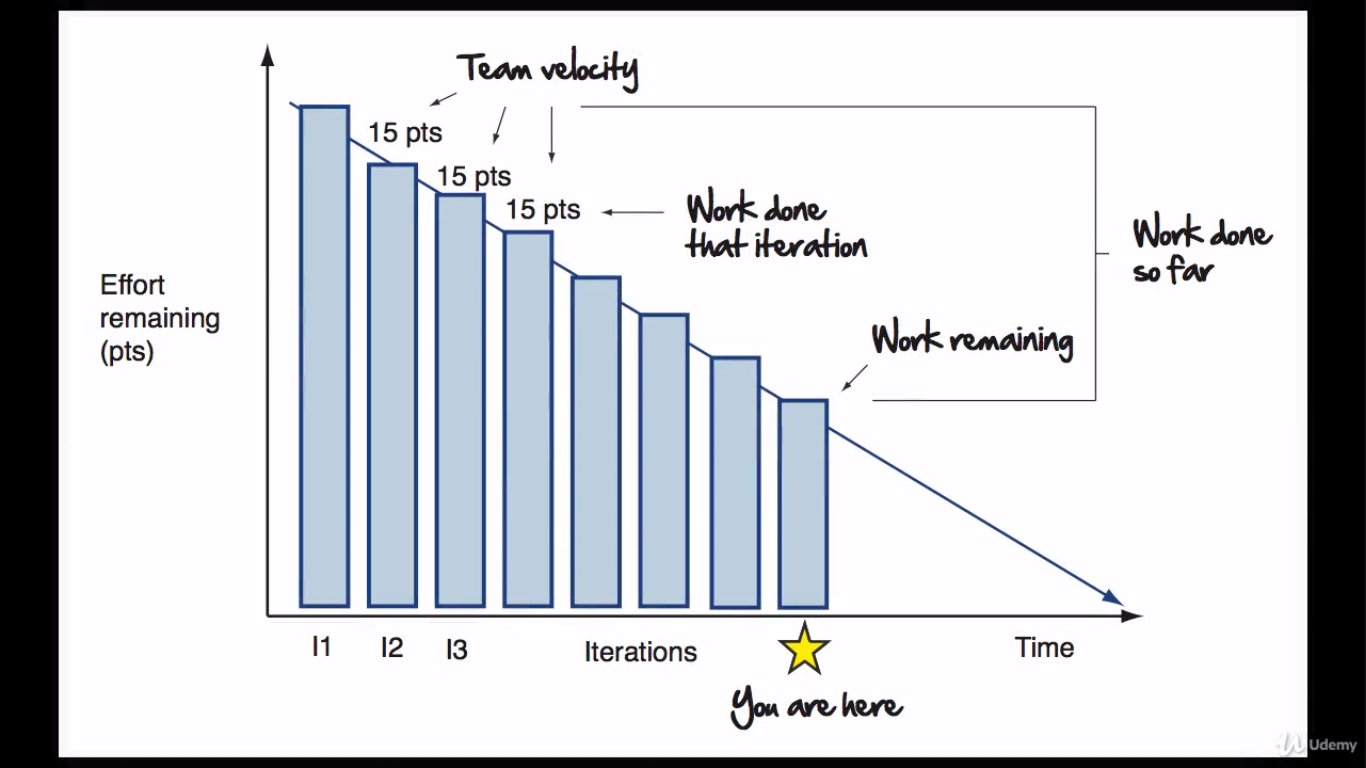 Team velocity
15 pts
15 pts
15 pts
Work done
that iteration
Work done
so far
Effort
remaining
(pts)
Work remaining
I1
I2
I3
Iterations
Time
You are here
Udemy